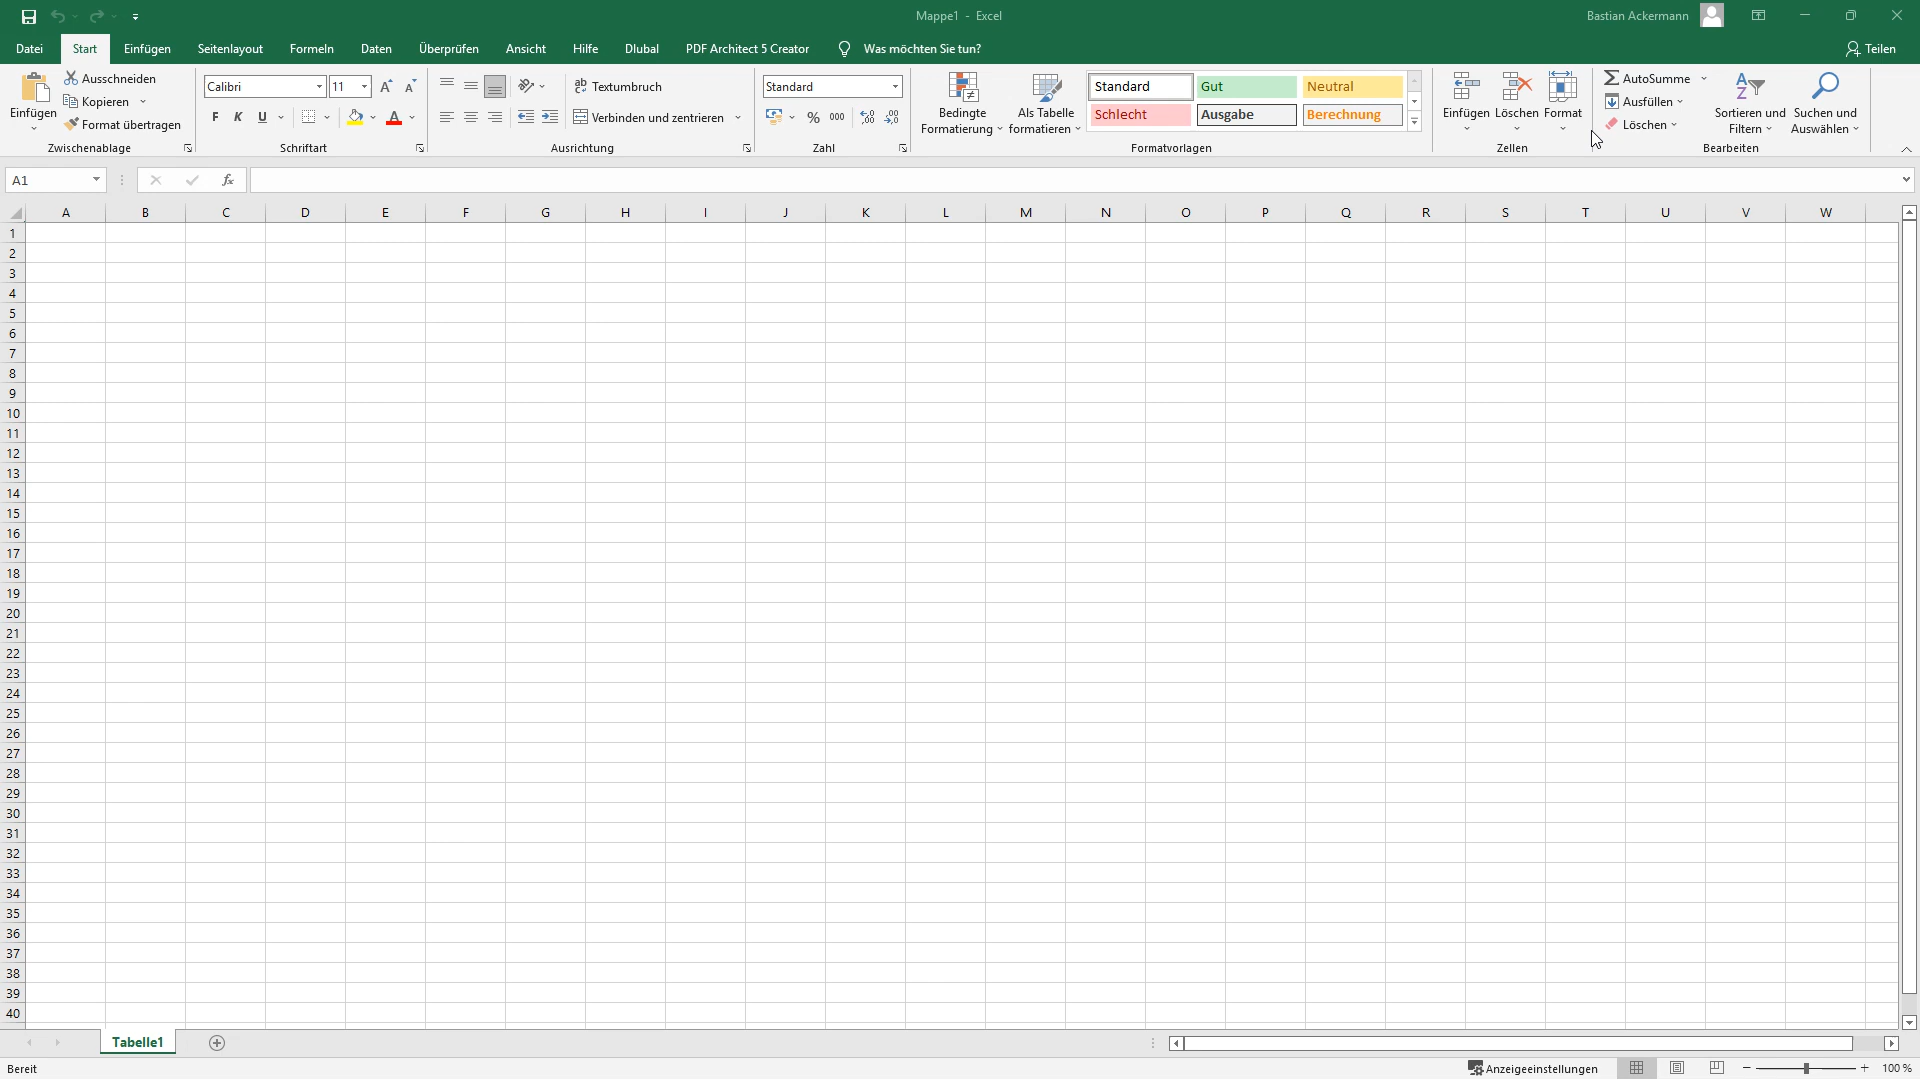 Mappe1 - Excel
Bastian Ackermann
Datei Start Einfügen Seitenlayout Formeln Daten Überprüfen Ansicht Hilfe Dlubal PDF Architect 5 Creator Was möchten Sie tun? Teilen
Einfügen
Ausschneiden
Kopieren
Format übertragen
Zwischenablage
Calibri 11
F K U
Schriftart
Textumbruch
Verbinden und zentrieren
Ausrichtung
Standard
% 000
Zahl
Bedingte
Formatierung
Als Tabelle
formatieren
Standard Gut Neutral
Schlecht Ausgabe Berechnung
Formatvorlagen
Einfügen Löschen Format
Zellen
AutoSumme
Ausfüllen
Löschen
Sortieren und
Filtern
Suchen und
Auswählen
Bearbeiten
A1 fx
A B C D E F G H I J K L M N O P Q R S T U V W
1
2
3
4
5
6
7
8
9
10
11
12
13
14
15
16
17
18
19
20
21
22
23
24
25
26
27
28
29
30
31
32
33
34
35
36
37
38
39
40
Tabelle1
Bereit Anzeigeeinstellungen 100 %